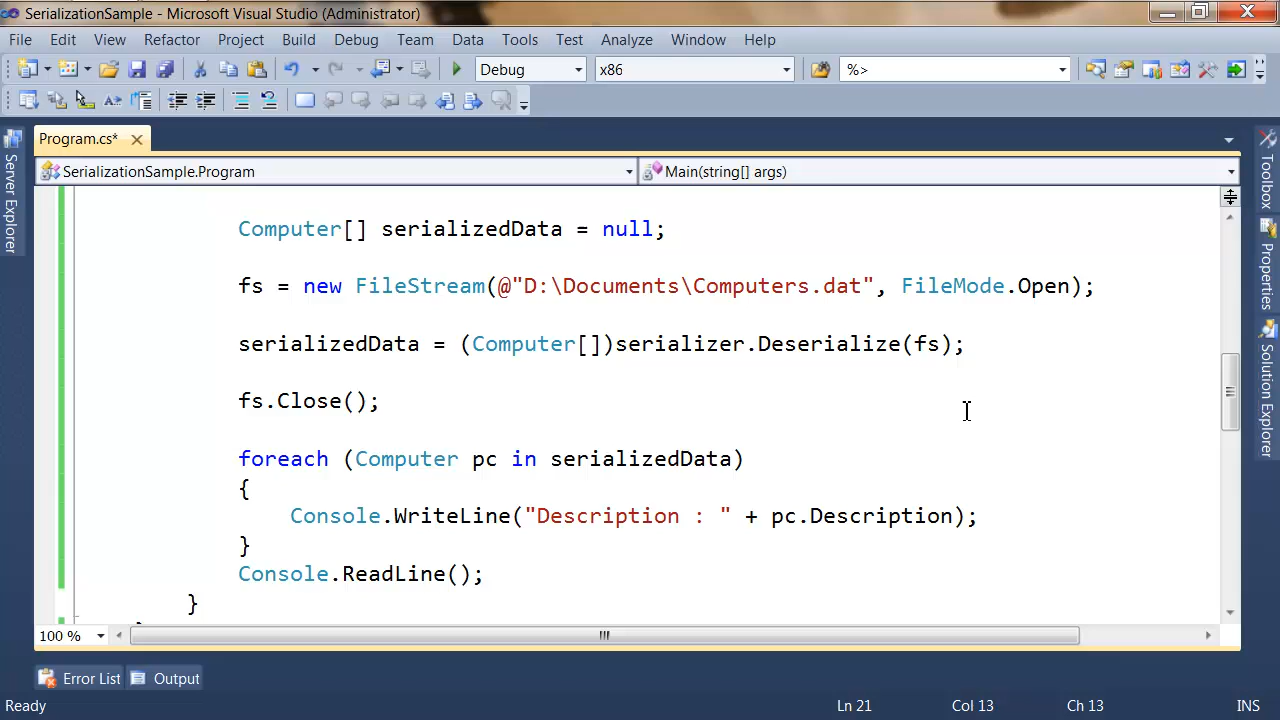 SerializationSample - Microsoft Visual Studio (Administrator)
File Edit View Refactor Project Build Debug Team Data Tools Test Analyze Window Help
Debug x86 %>
Program.cs*
SerializationSample.Program Main(string[] args)
Server Explorer
Toolbox
Properties
Solution Explorer
Computer[] serializedData = null;
fs = new FileStream(@"D:\Documents\Computers.dat", FileMode.Open);
serializedData = (Computer[])serializer.Deserialize(fs);
fs.Close();
foreach (Computer pc in serializedData)
{
Console.WriteLine("Description : " + pc.Description);
}
Console.ReadLine();
}
100 %
Error List Output
Ready Ln 21 Col 13 Ch 13 INS